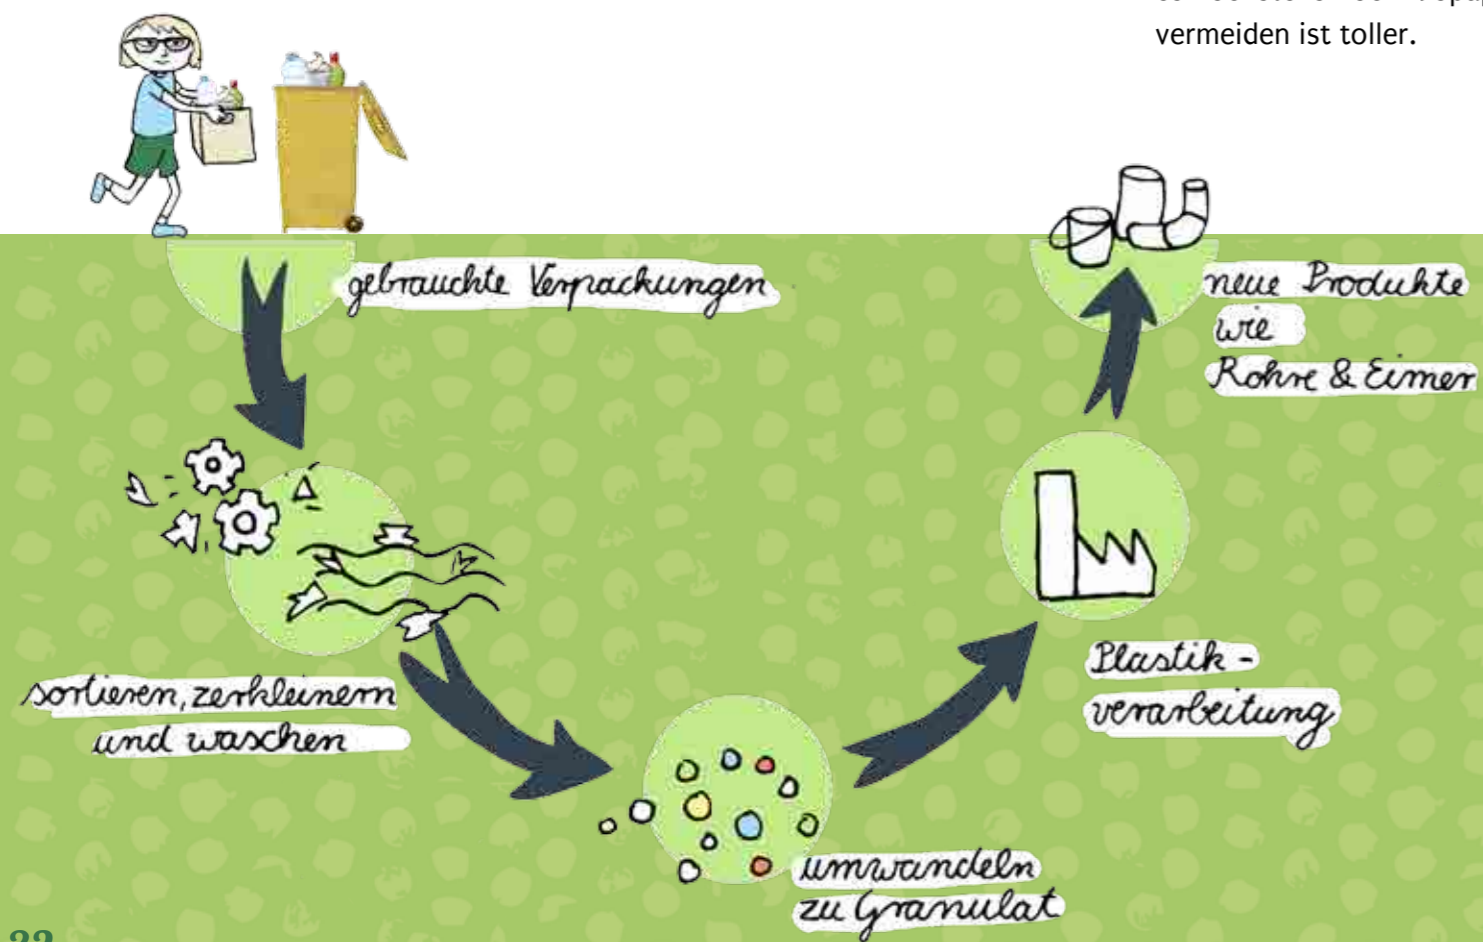 vermeiden ist toller.
gebrauchte Verpackungen
sortieren, zerkleinern
und waschen
umwandeln
zu Granulat
Plastik-
verarbeitung
neue Produkte
wie
Rohre & Eimer